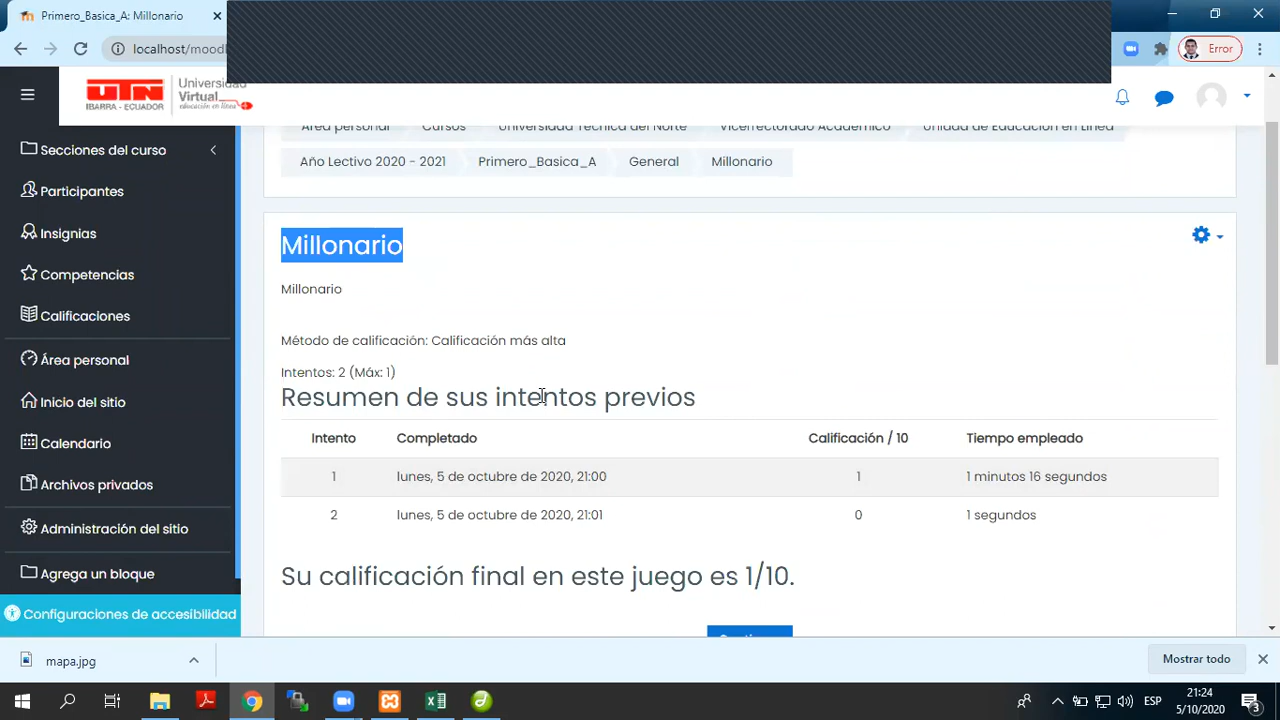 Primero_Basica_A: Millonario
localhost/mood
Error
UTN
IBARRA - ECUADOR
Universidad
Virtual
educación en línea
Área personal Cursos Universidad Técnica del Norte Vicerrectorado Académico Unidad de Educación en Línea
Año Lectivo 2020 - 2021 Primero_Basica_A General Millonario
Secciones del curso
Participantes
Insignias
Competencias
Calificaciones
Área personal
Inicio del sitio
Calendario
Archivos privados
Administración del sitio
Agrega un bloque
Configuraciones de accesibilidad
Millonario
Millonario
Método de calificación: Calificación más alta
Intentos: 2 (Máx: 1)
Resumen de sus intentos previos
Intento Completado Calificación / 10 Tiempo empleado
1 lunes, 5 de octubre de 2020, 21:00 1 1 minutos 16 segundos
2 lunes, 5 de octubre de 2020, 21:01 0 1 segundos
Su calificación final en este juego es 1/10.
mapa.jpg
Mostrar todo
ESP
21:24
5/10/2020
3